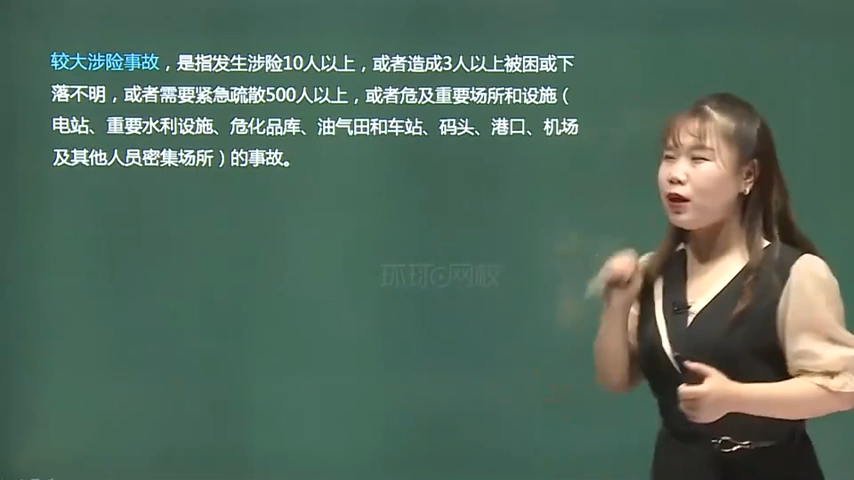 较大涉险事故，是指发生涉险10人以上，或者造成3人以上被困或下
落不明，或者需要紧急疏散500人以上，或者危及重要场所和设施（
电站、重要水利设施、危化品库、油气田和车站、码头、港口、机场
及其他人员密集场所）的事故。
环球网校